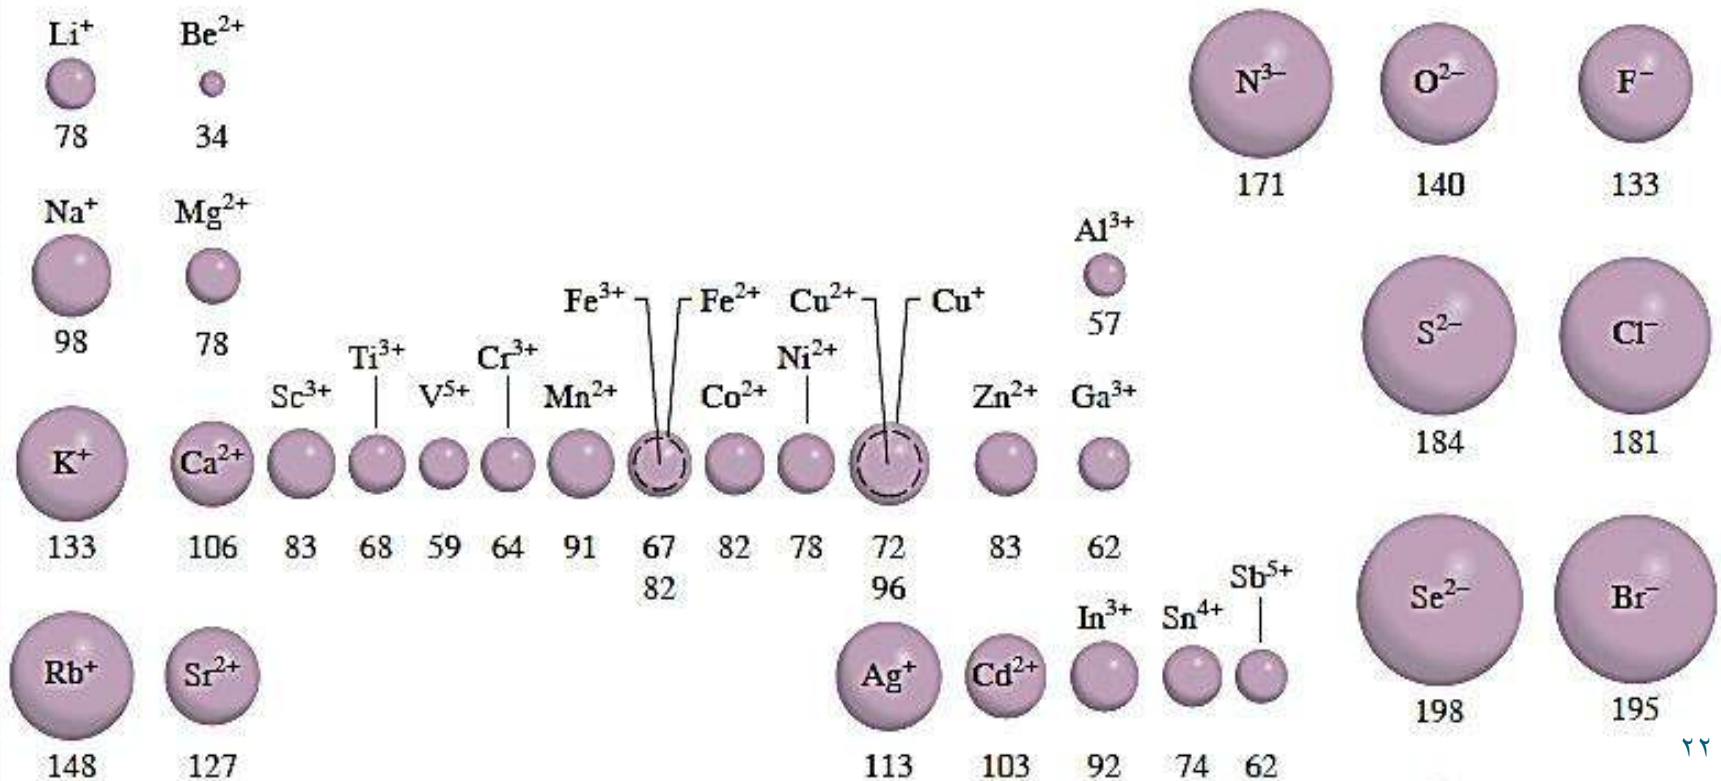 Li⁺ Be²⁺ N³⁻ O²⁻ F⁻
78 34 171 140 133
Na⁺ Mg²⁺ Al³⁺
98 78 57
Fe³⁺ Fe²⁺ Cu²⁺ Cu⁺
S²⁻ Cl⁻
184 181
Ti³⁺ Cr³⁺ Ni²⁺
Sc³⁺ V⁵⁺ Mn²⁺ Co²⁺ Zn²⁺ Ga³⁺
K⁺ Ca²⁺
133 106 83 68 59 64 91 67 82 78 72 83 62
82 96
Sb⁵⁺
In³⁺ Sn⁴⁺
Se²⁻ Br⁻
198 195
Rb⁺ Sr²⁺ Ag⁺ Cd²⁺
148 127 113 103 92 74 62
٢٢